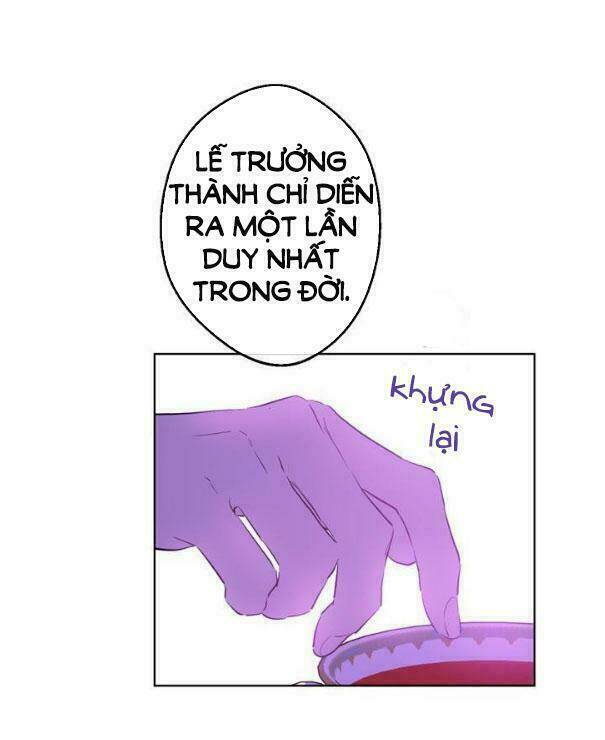 LỄ TRƯỞNG
THÀNH CHỈ DIỄN
RA MỘT LẦN
DUY NHẤT
TRONG ĐỜI.
khựng
lại